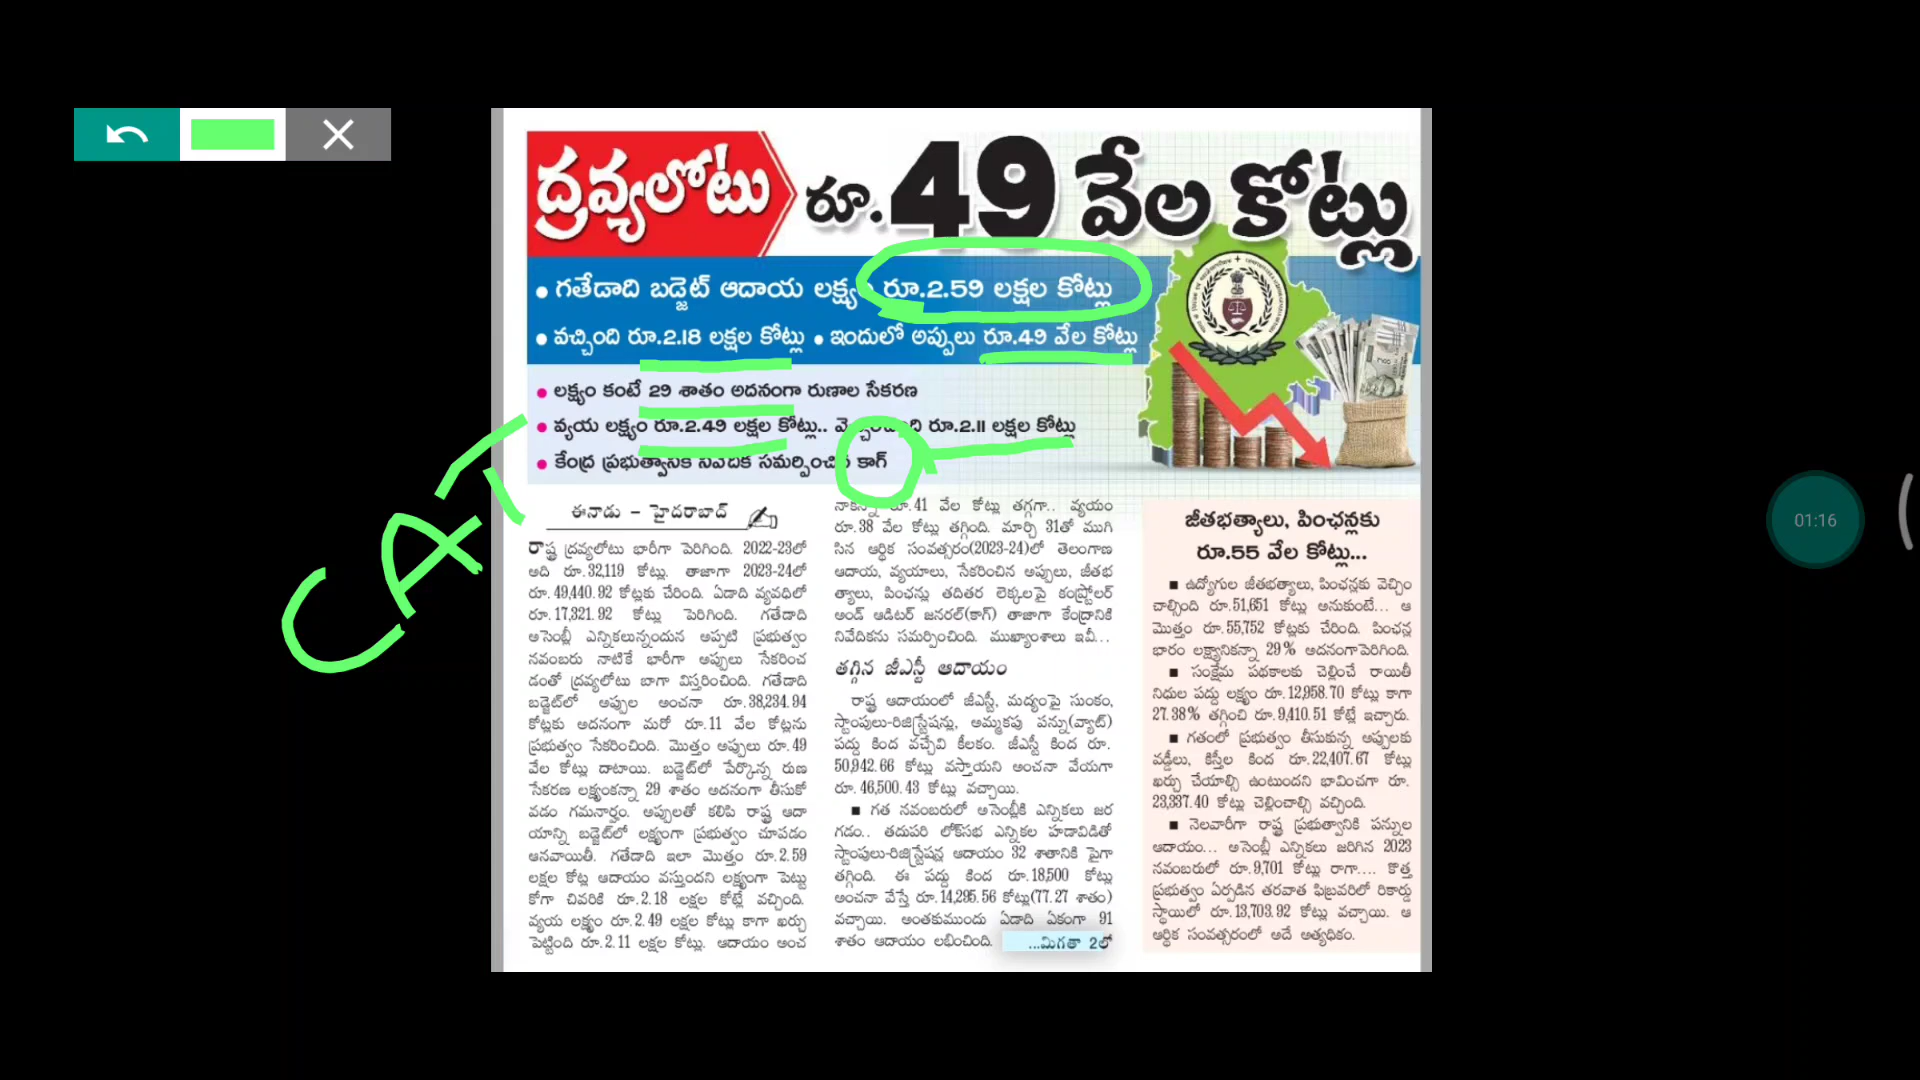 ద్రవ్యలోటు రూ.49 వేల కోట్లు
• గతేడాది బడ్జెట్ ఆదాయ లక్ష్యం రూ.2.59 లక్షల కోట్లు
• వచ్చింది రూ.2.18 లక్షల కోట్లు • ఇందులో అప్పులు రూ.49 వేల కోట్లు
• లక్ష్యం కంటే 29 శాతం అదనంగా రుణాల సేకరణ
• వ్యయ లక్ష్యం రూ.2.49 లక్షల కోట్లు.. రూ.2.11 లక్షల కోట్లు
• కేంద్ర ప్రభుత్వానికి నివేదిక సమర్పించిన కాగ్
ఈనాడు - హైదరాబాద్
రాష్ట్ర ద్రవ్యలోటు భారీగా పెరిగింది. 2022-23లో
అది రూ.32,119 కోట్లు. తాజాగా 2023-24లో
రూ.49,440.92 కోట్లకు చేరింది. ఏడాది వ్యవధిలో
రూ.17,321.92 కోట్లు పెరిగింది. గతేడాది
అసెంబ్లీ ఎన్నికలున్నందున అప్పటి ప్రభుత్వం
నవంబరు నాటికే భారీగా అప్పులు సేకరించ
డంతో ద్రవ్యలోటు బాగా విస్తరించింది. గతేడాది
బడ్జెట్‌లో అప్పుల అంచనా రూ.38,234.94
కోట్లకు అదనంగా మరో రూ.11 వేల కోట్లను
ప్రభుత్వం సేకరించింది. మొత్తం అప్పులు రూ.49
వేల కోట్లు దాటాయి. బడ్జెట్‌లో పేర్కొన్న రుణ
సేకరణ లక్ష్యంకన్నా 29 శాతం అదనంగా తీసుకో
వడం గమనార్హం. అప్పులతో కలిపి రాష్ట్ర ఆదా
యాన్ని బడ్జెట్‌లో లక్ష్యంగా ప్రభుత్వం చూపడం
ఆనవాయితీ. గతేడాది ఇలా మొత్తం రూ.2.59
లక్షల కోట్ల ఆదాయం వస్తుందని లక్ష్యంగా పెట్టు
కోగా చివరికి రూ.2.18 లక్షల కోట్లే వచ్చింది.
వ్యయ లక్ష్యం రూ.2.49 లక్షల కోట్లు కాగా ఖర్చు
పెట్టింది రూ.2.11 లక్షల కోట్లు. ఆదాయం అంచ
నాకన్నా రూ.41 వేల కోట్లు తగ్గగా.. వ్యయం
రూ.38 వేల కోట్లు తగ్గింది. మార్చి 31తో ముగి
సిన ఆర్థిక సంవత్సరం(2023-24)లో తెలంగాణ
ఆదాయ, వ్యయాలు, సేకరించిన అప్పులు, జీతభ
త్యాలు, పింఛన్లు తదితర లెక్కలపై కంప్ట్రోలర్
అండ్ ఆడిటర్ జనరల్(కాగ్) తాజాగా కేంద్రానికి
నివేదికను సమర్పించింది. ముఖ్యాంశాలు ఇవీ...
తగ్గిన జీఎస్టీ ఆదాయం
రాష్ట్ర ఆదాయంలో జీఎస్టీ, మద్యంపై సుంకం,
స్టాంపులు-రిజిస్ట్రేషన్లు, అమ్మకపు పన్ను(వ్యాట్)
పద్దు కింద వచ్చేవి కీలకం. జీఎస్టీ కింద రూ.
50,942.66 కోట్లు వస్తాయని అంచనా వేయగా
రూ.46,500.43 కోట్లు వచ్చాయి.
■ గత నవంబరులో అసెంబ్లీకి ఎన్నికలు జర
గడం.. తదుపరి లోక్‌సభ ఎన్నికల హడావిడితో
స్టాంపులు-రిజిస్ట్రేషన్ల ఆదాయం 32 శాతానికి పైగా
తగ్గింది. ఈ పద్దు కింద రూ.18,500 కోట్లు
అంచనా వేస్తే రూ.14,295.56 కోట్లు(77.27 శాతం)
వచ్చాయి. అంతకుముందు ఏడాది ఏకంగా 91
శాతం ఆదాయం లభించింది. ...మిగతా 2లో
జీతభత్యాలు, పింఛన్లకు
రూ.55 వేల కోట్లు...
■ ఉద్యోగుల జీతభత్యాలు, పింఛన్లకు వెచ్చిం
చాల్సింది రూ.51,651 కోట్లు అనుకుంటే... ఆ
మొత్తం రూ.55,752 కోట్లకు చేరింది. పింఛన్ల
భారం లక్ష్యానికన్నా 29% అదనంగాపెరిగింది.
■ సంక్షేమ పథకాలకు చెల్లించే రాయితీ
నిధుల పద్దు లక్ష్యం రూ.12,958.70 కోట్లు కాగా
27.38% తగ్గించి రూ.9,410.51 కోట్లే ఇచ్చారు.
■ గతంలో ప్రభుత్వం తీసుకున్న అప్పులకు
వడ్డీలు, కిస్తీల కింద రూ.22,407.67 కోట్లు
ఖర్చు చేయాల్సి ఉంటుందని భావించగా రూ.
23,337.40 కోట్లు చెల్లించాల్సి వచ్చింది.
■ నెలవారీగా రాష్ట్ర ప్రభుత్వానికి పన్నుల
ఆదాయం... అసెంబ్లీ ఎన్నికలు జరిగిన 2023
నవంబరులో రూ.9,701 కోట్లు రాగా.... కొత్త
ప్రభుత్వం ఏర్పడిన తరవాత ఫిబ్రవరిలో రికార్డు
స్థాయిలో రూ.13,703.92 కోట్లు వచ్చాయి. ఆ
ఆర్థిక సంవత్సరంలో అదే అత్యధికం.
01:16